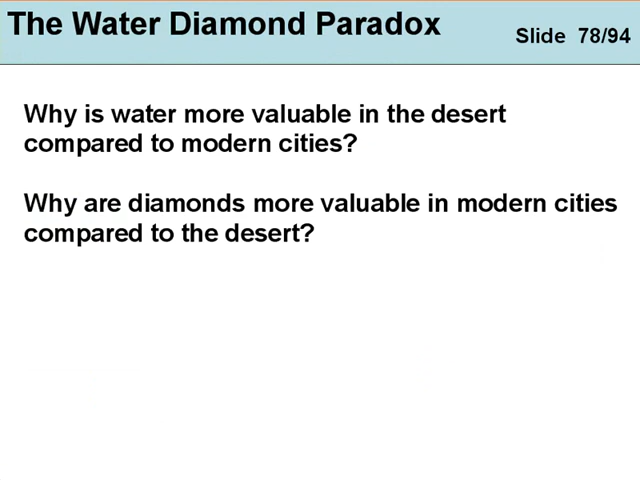 The Water Diamond Paradox
Slide 78/94
Why is water more valuable in the desert
compared to modern cities?
Why are diamonds more valuable in modern cities
compared to the desert?